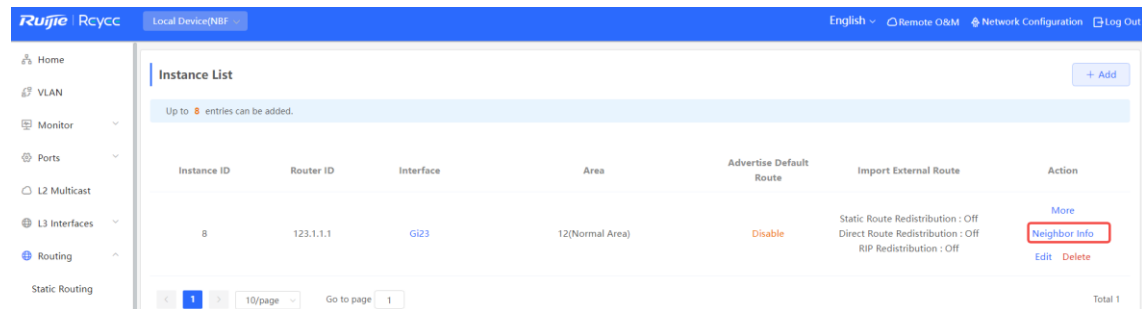 Ruijie | Rcycc Local Device(NBF English Remote O&M Network Configuration Log Out
Home
VLAN
Monitor
Ports
L2 Multicast
L3 Interfaces
Routing
Static Routing
Instance List
+ Add
Up to 8 entries can be added.
Instance ID Router ID Interface Area Advertise Default Route Import External Route Action
8 123.1.1.1 Gi23 12(Normal Area) Disable
Static Route Redistribution : Off
Direct Route Redistribution : Off
RIP Redistribution : Off
More
Neighbor Info
Edit Delete
< 1 > 10/page Go to page 1 Total 1